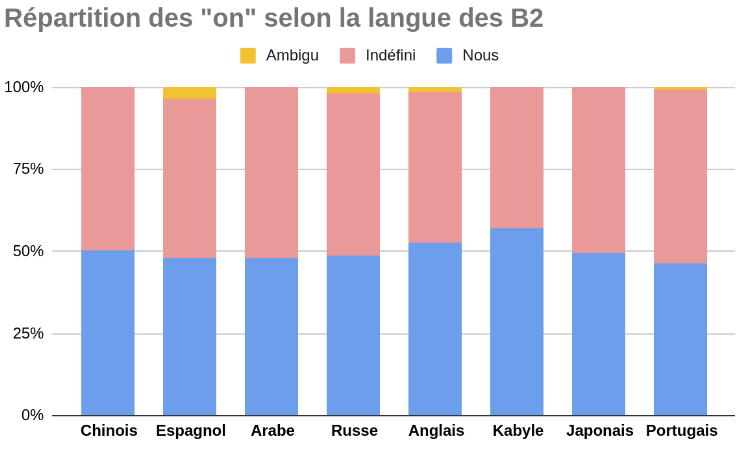 Répartition des "on" selon la langue des B2
Ambigu Indéfini Nous
100%
75%
50%
25%
0%
Chinois Espagnol Arabe Russe Anglais Kabyle Japonais Portugais